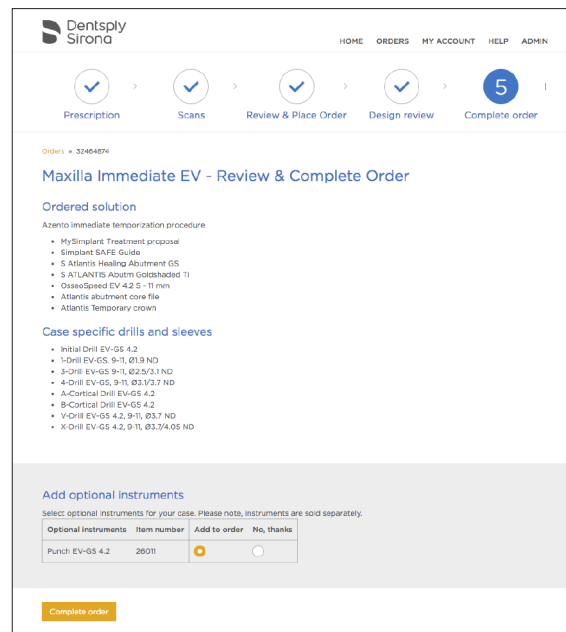 Dentsply
Sirona
HOME ORDERS MY ACCOUNT HELP ADMIN
5
Prescription Scans Review & Place Order Design review Complete order
Orders » 32464874
Maxilla Immediate EV - Review & Complete Order
Ordered solution
Azento immediate temporization procedure
• MySimplant Treatment proposal
• Simplant SAFE Guide
• S Atlantis Healing Abutment GS
• S ATLANTIS Abutm Goldshaded Ti
• OsseoSpeed EV 4.2 S - 11 mm
• Atlantis abutment core file
• Atlantis Temporary crown
Case specific drills and sleeves
• Initial Drill EV-GS 4.2
• 1-Drill EV-GS. 9-11, Ø1.9 ND
• 3-Drill EV-GS 9-11, Ø2.5/3.1 ND
• 4-Drill EV-GS, 9-11, Ø3.1/3.7 ND
• A-Cortical Drill EV-GS 4.2
• B-Cortical Drill EV-GS 4.2
• V-Drill EV-GS 4.2, 9-11, Ø3.7 ND
• X-Drill EV-GS 4.2, 9-11, Ø3.7/4.05 ND
Add optional instruments
Select optional instruments for your case. Please note, instruments are sold separately.
Optional instruments Item number Add to order No, thanks
Punch EV-GS 4.2 26011
Complete order